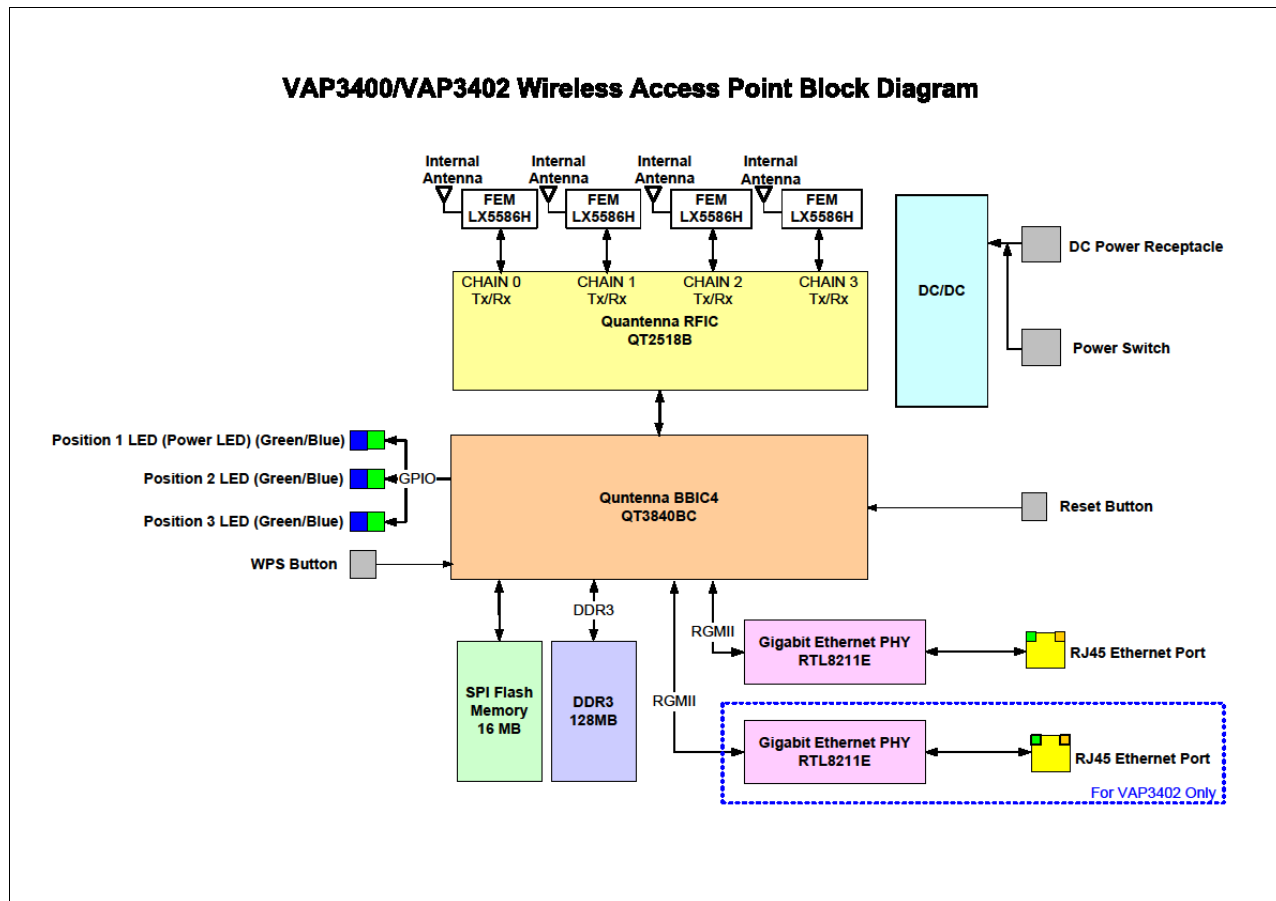 VAP3400/VAP3402 Wireless Access Point Block Diagram
Internal
Antenna
Internal
Antenna
Internal
Antenna
Internal
Antenna
FEM
LX5586H
FEM
LX5586H
FEM
LX5586H
FEM
LX5586H
CHAIN 0
Tx/Rx
CHAIN 1
Tx/Rx
CHAIN 2
Tx/Rx
CHAIN 3
Tx/Rx
Quantenna RFIC
QT2518B
DC/DC
DC Power Receptacle
Power Switch
Position 1 LED (Power LED) (Green/Blue)
Position 2 LED (Green/Blue)
Position 3 LED (Green/Blue)
GPIO
WPS Button
Quntenna BBIC4
QT3840BC
Reset Button
DDR3
RGMII
RGMII
SPI Flash
Memory
16 MB
DDR3
128MB
Gigabit Ethernet PHY
RTL8211E
RJ45 Ethernet Port
Gigabit Ethernet PHY
RTL8211E
RJ45 Ethernet Port
For VAP3402 Only